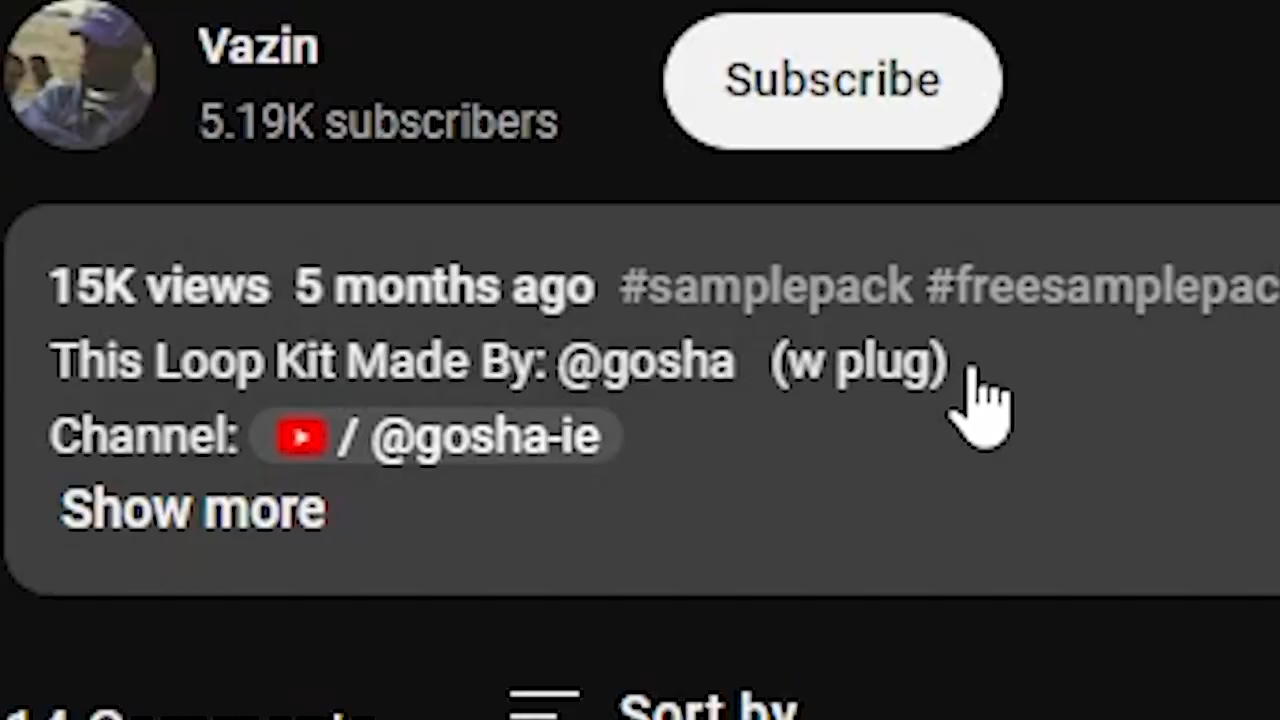 Vazin
5.19K subscribers
Subscribe
15K views 5 months ago #samplepack #freesamplepac
This Loop Kit Made By: @gosha (w plug)
Channel: / @gosha-ie
Show more
Sort by